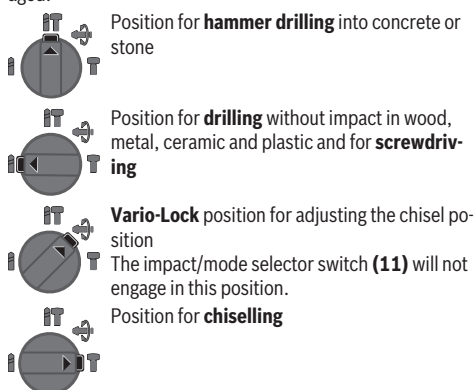 aged.
Position for hammer drilling into concrete or
stone
Position for drilling without impact in wood,
metal, ceramic and plastic and for screwdriv-
ing
Vario-Lock position for adjusting the chisel po-
sition
The impact/mode selector switch (11) will not
engage in this position.
Position for chiselling